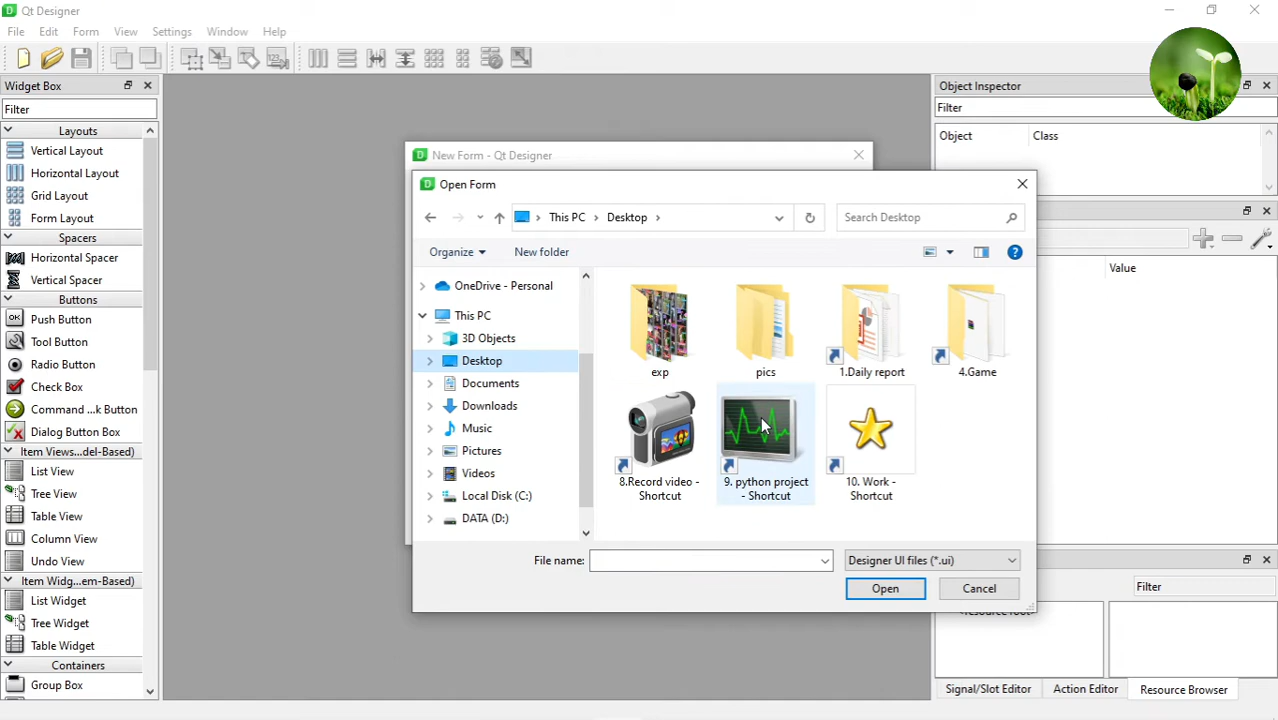 Qt Designer
File Edit Form View Settings Window Help
Widget Box
Filter
Layouts
Vertical Layout
Horizontal Layout
Grid Layout
Form Layout
Spacers
Horizontal Spacer
Vertical Spacer
Buttons
Push Button
Tool Button
Radio Button
Check Box
Command ...k Button
Dialog Button Box
Item Views...del-Based)
List View
Tree View
Table View
Column View
Undo View
Item Widg...em-Based)
List Widget
Tree Widget
Table Widget
Containers
Group Box
New Form - Qt Designer
Open Form
This PC
Desktop
Search Desktop
Organize
New folder
OneDrive - Personal
This PC
3D Objects
Desktop
Documents
Downloads
Music
Pictures
Videos
Local Disk (C:)
DATA (D:)
exp
pics
1.Daily report
4.Game
8.Record video -
Shortcut
9. python project
- Shortcut
10. Work -
Shortcut
File name:
Designer UI files (*.ui)
Open
Cancel
Object Inspector
Filter
Object
Class
Value
Filter
<resource root>
Signal/Slot Editor
Action Editor
Resource Browser